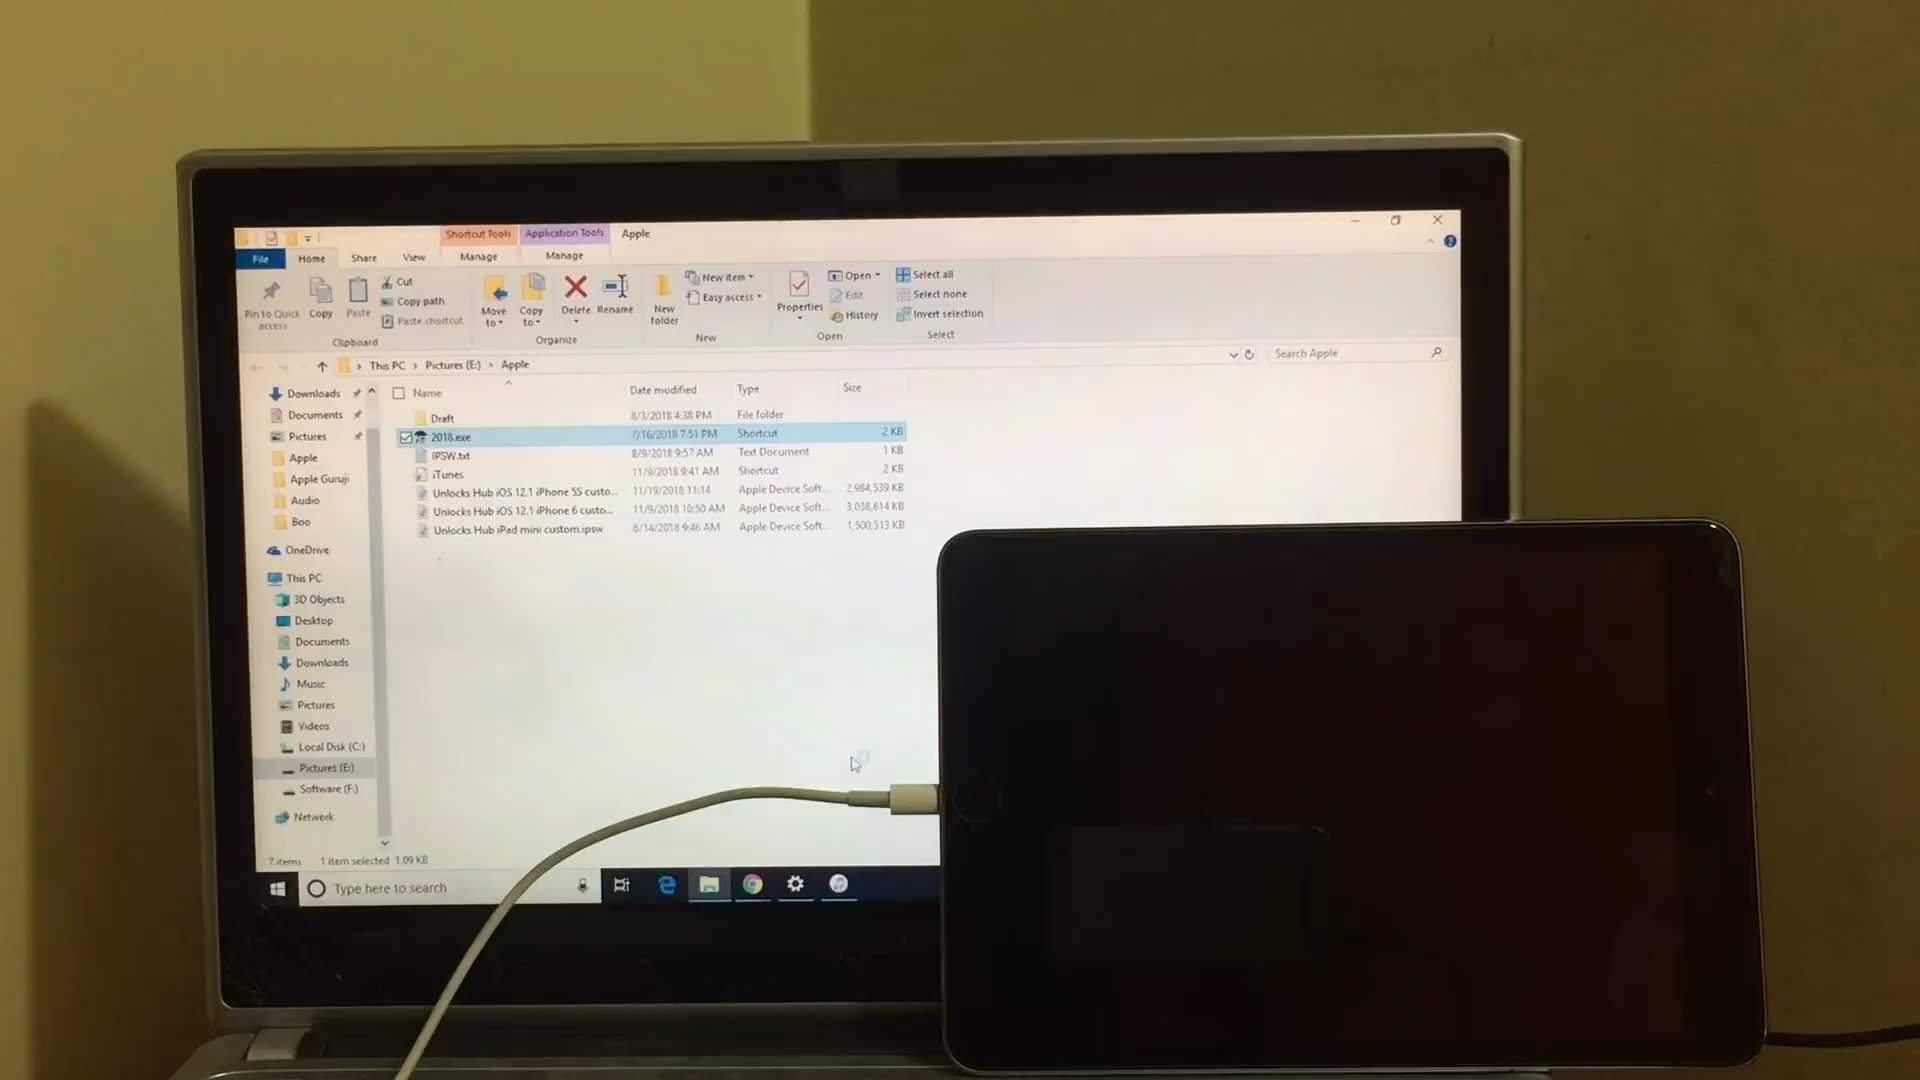 Shortcut Tools Application Tools Apple
File Home Share View Manage Manage
Pin to Quick access
Copy
Paste
Cut
Copy path
Paste shortcut
Clipboard
Move to
Copy to
Delete
Rename
Organize
New folder
New item
Easy access
New
Properties
Open
Edit
History
Open
Select all
Select none
Invert selection
Select
This PC > Pictures (E:) > Apple
Search Apple
Name Date modified Type Size
Draft 8/3/2018 4:38 PM File folder
2018.exe 7/16/2018 7:51 PM Shortcut 2 KB
IPSW.txt 8/9/2018 9:57 AM Text Document 1 KB
iTunes 11/9/2018 9:41 AM Shortcut 2 KB
Unlocks Hub iOS 12.1 iPhone 5S custo... 11/19/2018 11:14 Apple Device Soft... 2,984,539 KB
Unlocks Hub iOS 12.1 iPhone 6 custo... 11/9/2018 10:50 AM Apple Device Soft... 3,038,614 KB
Unlocks Hub iPad mini custom.ipsw 6/14/2018 9:46 AM Apple Device Soft... 1,500,513 KB
Downloads
Documents
Pictures
Apple
Apple Guruji
Audio
Boo
OneDrive
This PC
3D Objects
Desktop
Documents
Downloads
Music
Pictures
Videos
Local Disk (C:)
Pictures (E:)
Software (F:)
Network
7 items 1 item selected 1.09 KB
Type here to search